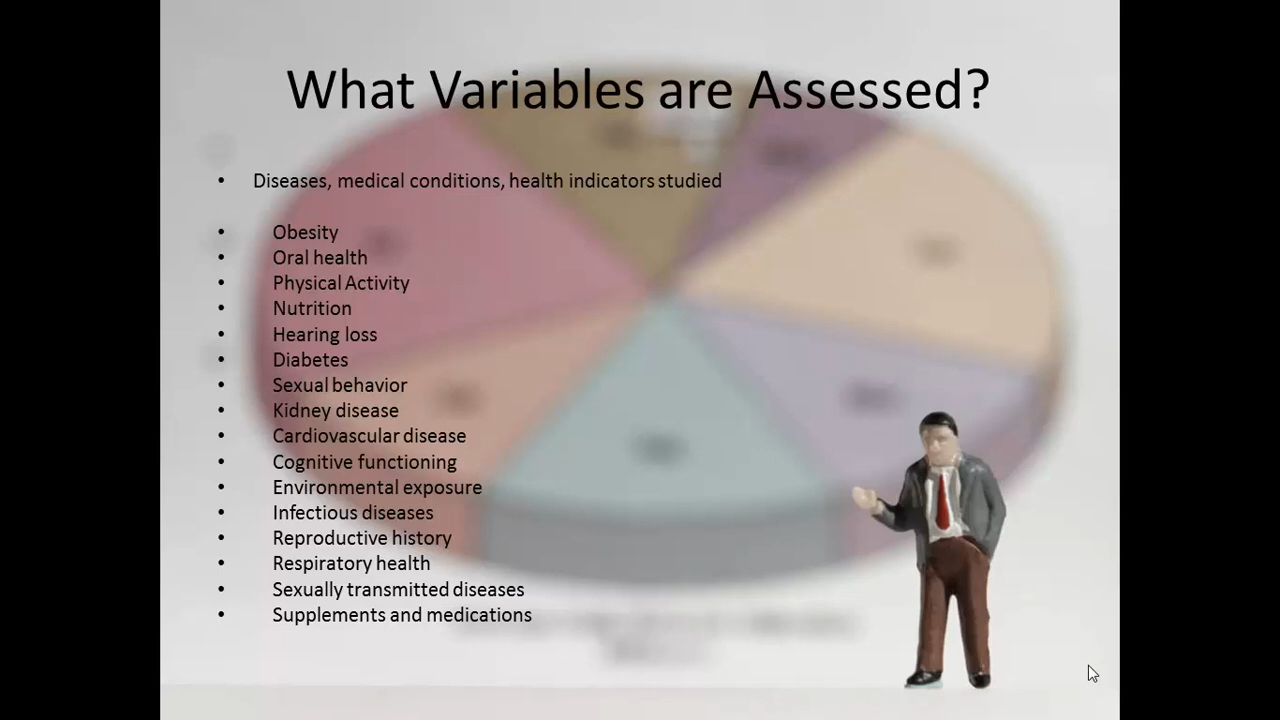 What Variables are Assessed?
• Diseases, medical conditions, health indicators studied
• Obesity
• Oral health
• Physical Activity
• Nutrition
• Hearing loss
• Diabetes
• Sexual behavior
• Kidney disease
• Cardiovascular disease
• Cognitive functioning
• Environmental exposure
• Infectious diseases
• Reproductive history
• Respiratory health
• Sexually transmitted diseases
• Supplements and medications